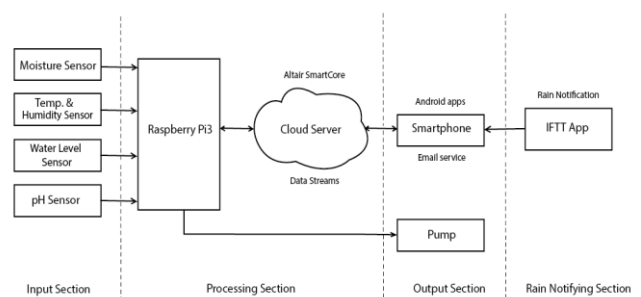 Moisture Sensor
Temp. &
Humidity Sensor
Water Level
Sensor
pH Sensor
Raspberry Pi3
Altair SmartCore
Cloud Server
Data Streams
Android apps
Smartphone
Email service
Pump
Rain Notification
IFTT App
Input Section
Processing Section
Output Section
Rain Notifying Section